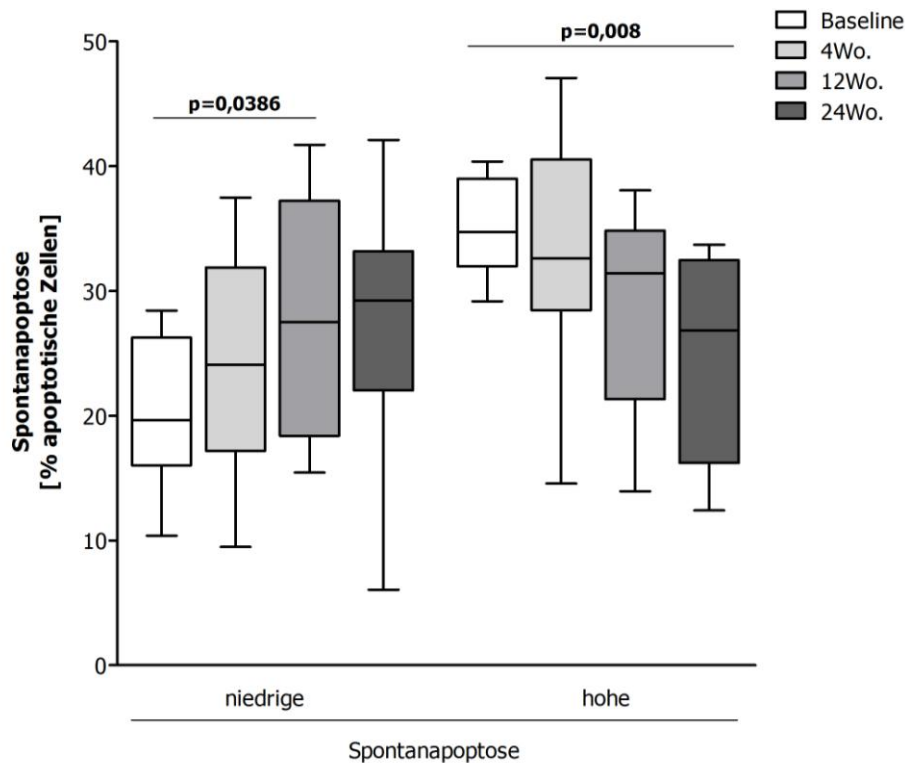 Baseline
4Wo.
12Wo.
24Wo.
p=0,008
p=0,0386
Spontanapoptose
[% apoptotische Zellen]
50
40
30
20
10
0
niedrige hohe
Spontanapoptose